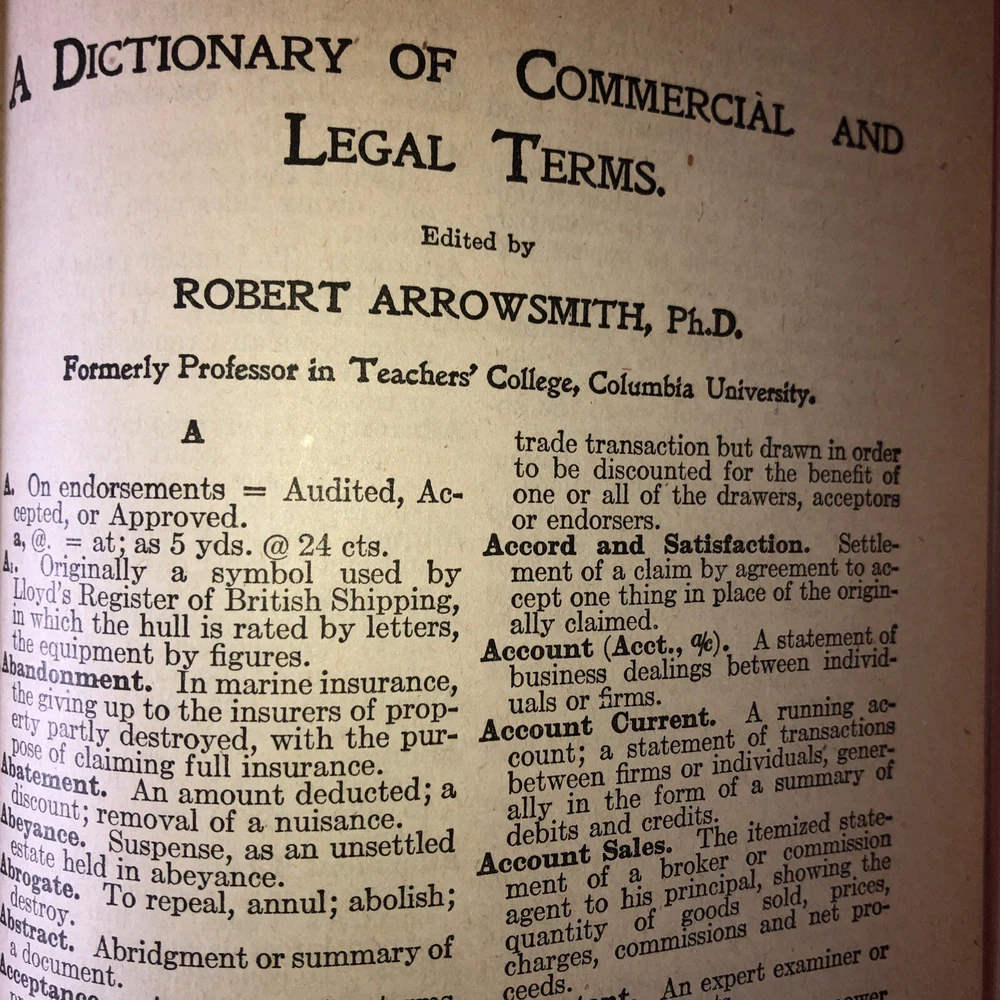 A DICTIONARY OF COMMERCIAL AND
LEGAL TERMS.
Edited by
ROBERT ARROWSMITH, Ph.D.
Formerly Professor in Teachers' College, Columbia University.
A
A. On endorsements = Audited, Ac-
cepted, or Approved.
a, @. = at; as 5 yds. @ 24 cts.
A1. Originally a symbol used by
Lloyd's Register of British Shipping,
in which the hull is rated by letters,
the equipment by figures.
Abandonment. In marine insurance,
the giving up to the insurers of prop-
erty partly destroyed, with the pur-
pose of claiming full insurance.
Abatement. An amount deducted; a
discount; removal of a nuisance.
Abeyance. Suspense, as an unsettled
estate held in abeyance.
Abrogate. To repeal, annul; abolish;
destroy.
Abstract. Abridgment or summary of
a document.
Acceptance
trade transaction but drawn in order
to be discounted for the benefit of
one or all of the drawers, acceptors
or endorsers.
Accord and Satisfaction. Settle-
ment of a claim by agreement to ac-
cept one thing in place of the origin-
ally claimed.
Account (Acct., a/c). A statement of
business dealings between individ-
uals or firms.
Account Current. A running ac-
count; a statement of transactions
between firms or individuals, gener-
ally in the form of a summary of
debits and credits.
Account Sales. The itemized state-
ment of a broker or commission
agent to his principal, showing the
quantity of goods sold, prices,
charges, commissions and net pro-
ceeds.
An expert examiner or